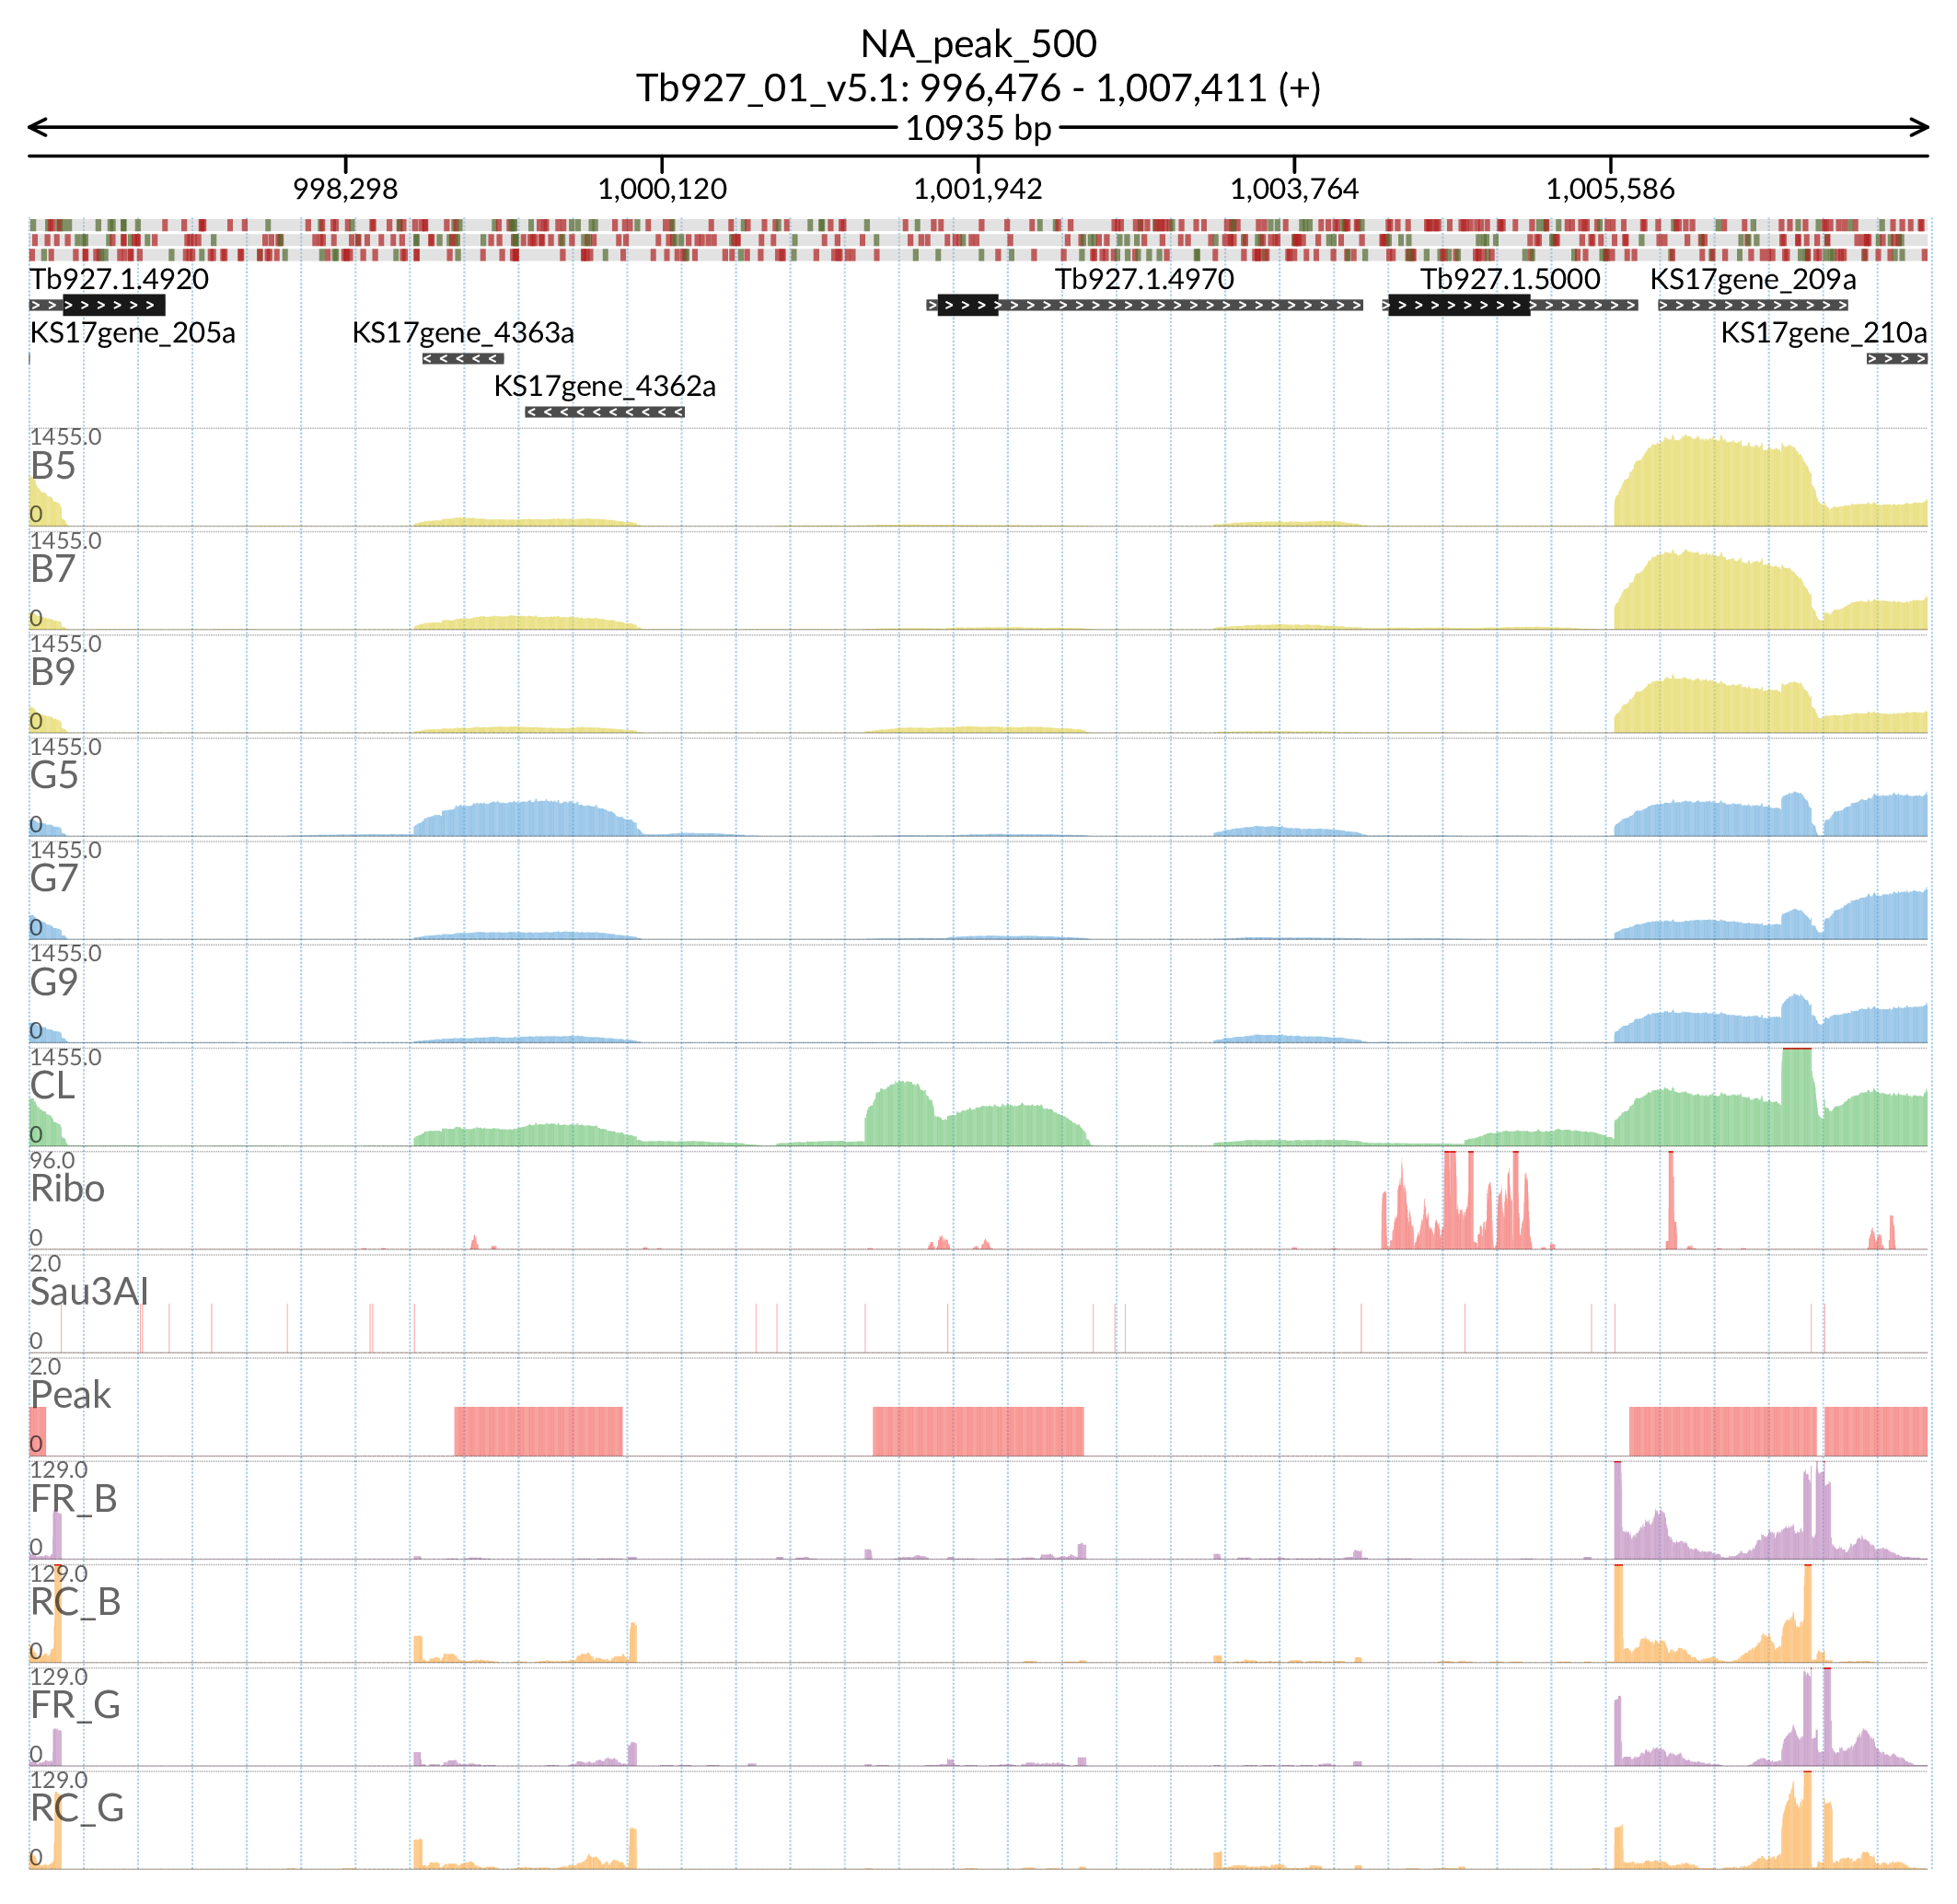 NA_peak_500
Tb927_01_v5.1: 996,476 - 1,007,411 (+)
10935 bp
998,298 1,000,120 1,001,942 1,003,764 1,005,586
Tb927.1.4920 Tb927.1.4970 Tb927.1.5000 KS17gene_209a
KS17gene_205a KS17gene_4363a KS17gene_210a
KS17gene_4362a
1455.0
B5
0
1455.0
B7
0
1455.0
B9
0
1455.0
G5
0
1455.0
G7
0
1455.0
G9
0
1455.0
CL
0
96.0
Ribo
0
2.0
Sau3AI
0
2.0
Peak
0
129.0
FR_B
0
129.0
RC_B
0
129.0
FR_G
0
129.0
RC_G
0